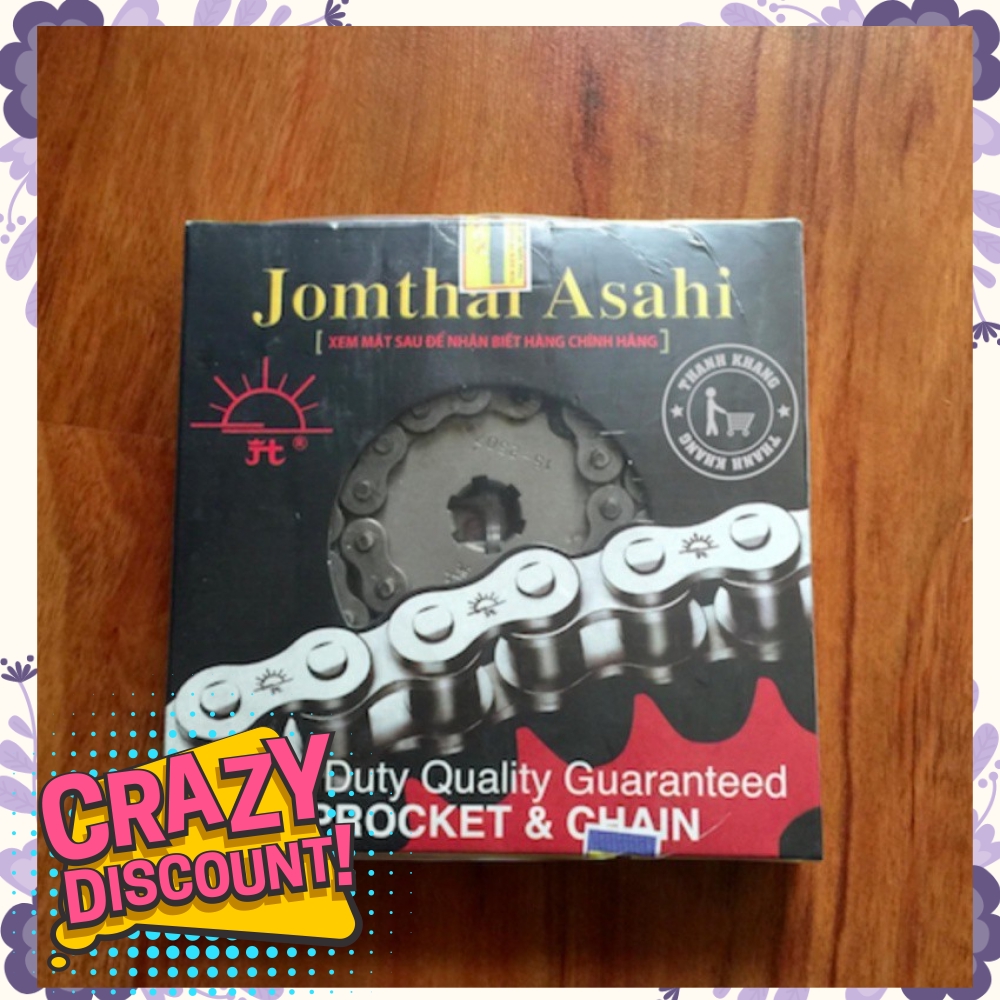 Jomthai Asahi
[ XEM MẶT SAU ĐỂ NHẬN BIẾT HÀNG CHÍNH HÃNG ]
THANH KHANG
THANH KHANG
Jt ®
Duty Quality Guaranteed
PROCKET & CHAIN
CRAZY
DISCOUNT!